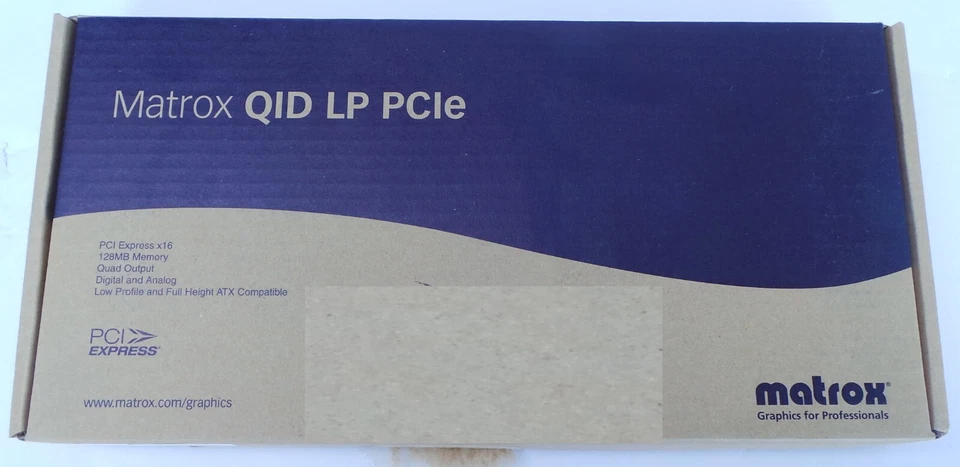 Matrox QID LP PCIe
PCI Express x16
128MB Memory
Quad Output
Digital and Analog
Low Profile and Full Height ATX Compatible
PCI
EXPRESS®
www.matrox.com/graphics
matrox®
Graphics for Professionals